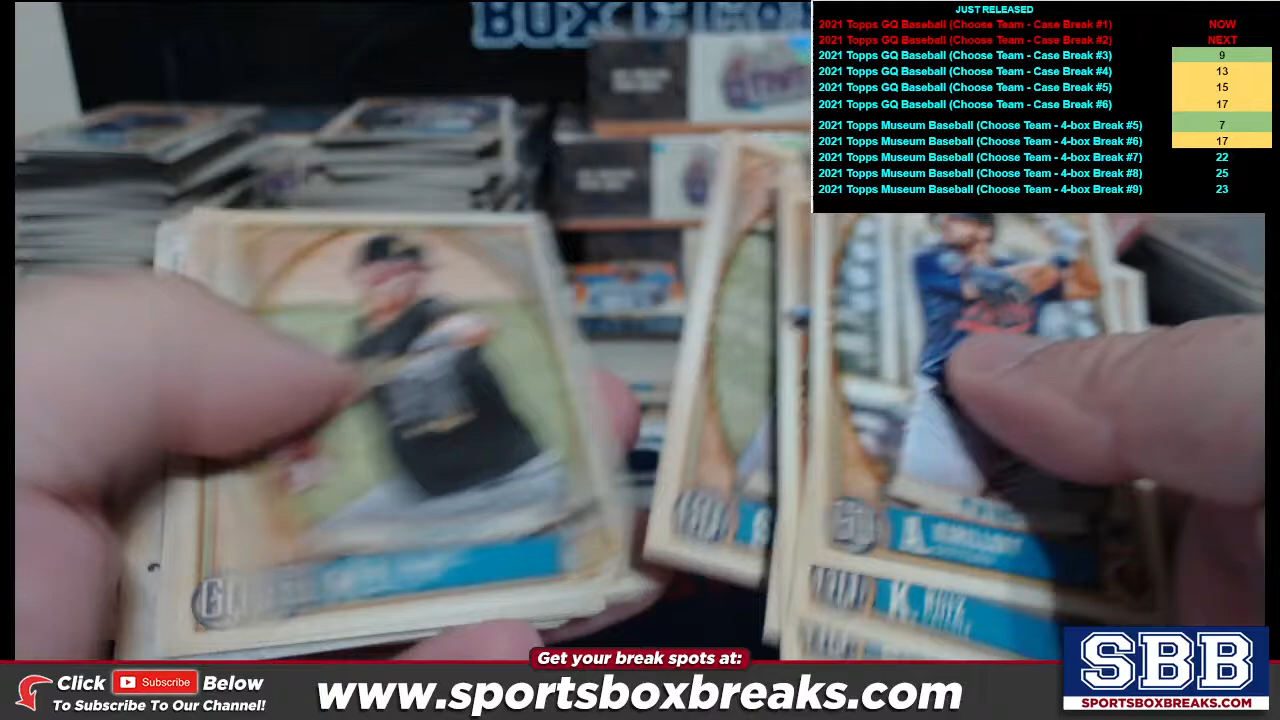 JUST RELEASED
2021 Topps GQ Baseball (Choose Team - Case Break #1) NOW
2021 Topps GQ Baseball (Choose Team - Case Break #2) NEXT
2021 Topps GQ Baseball (Choose Team - Case Break #3) 9
2021 Topps GQ Baseball (Choose Team - Case Break #4) 13
2021 Topps GQ Baseball (Choose Team - Case Break #5) 15
2021 Topps GQ Baseball (Choose Team - Case Break #6) 17
2021 Topps Museum Baseball (Choose Team - 4-box Break #5) 7
2021 Topps Museum Baseball (Choose Team - 4-box Break #6) 17
2021 Topps Museum Baseball (Choose Team - 4-box Break #7) 22
2021 Topps Museum Baseball (Choose Team - 4-box Break #8) 25
2021 Topps Museum Baseball (Choose Team - 4-box Break #9) 23
A.
K.
Get your break spots at:
Click Subscribe Below
To Subscribe To Our Channel!
www.sportsboxbreaks.com
SBB
SPORTSBOXBREAKS.COM